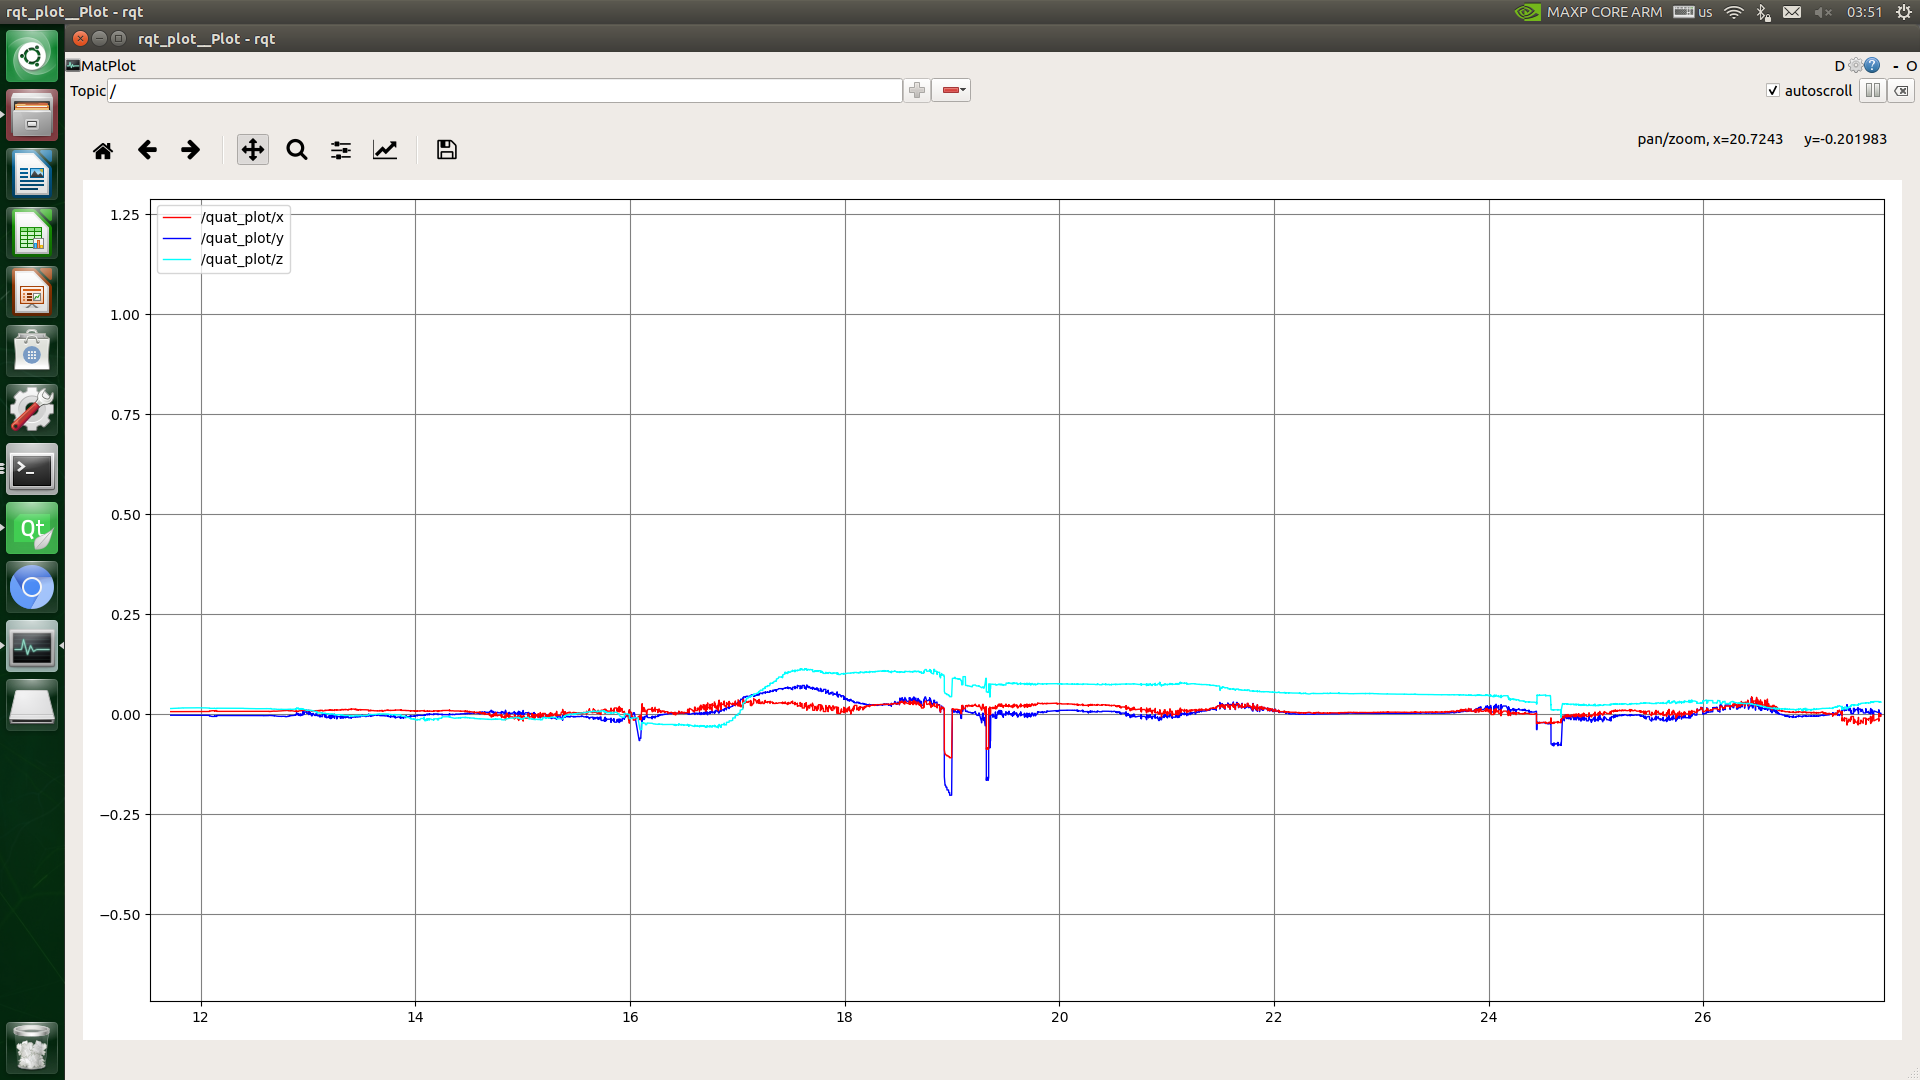 rqt_plot__Plot - rqt
MAXP CORE ARM us 03:51
rqt_plot__Plot - rqt
MatPlot
D ? - O
Topic / autoscroll
pan/zoom, x=20.7243 y=-0.201983
/quat_plot/x
/quat_plot/y
/quat_plot/z
1.25
1.00
0.75
0.50
0.25
0.00
−0.25
−0.50
12 14 16 18 20 22 24 26
>_
Qt